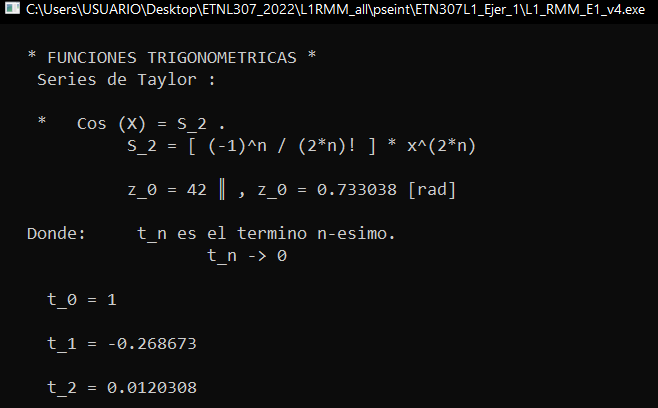 C:\Users\USUARIO\Desktop\ETNL307_2022\L1RMM_all\pseint\ETN307L1_Ejer_1\L1_RMM_E1_v4.exe
* FUNCIONES TRIGONOMETRICAS *
Series de Taylor :
* Cos (X) = S_2 .
S_2 = [ (-1)^n / (2*n)! ] * x^(2*n)
z_0 = 42 ║ , z_0 = 0.733038 [rad]
Donde: t_n es el termino n-esimo.
t_n -> 0
t_0 = 1
t_1 = -0.268673
t_2 = 0.0120308